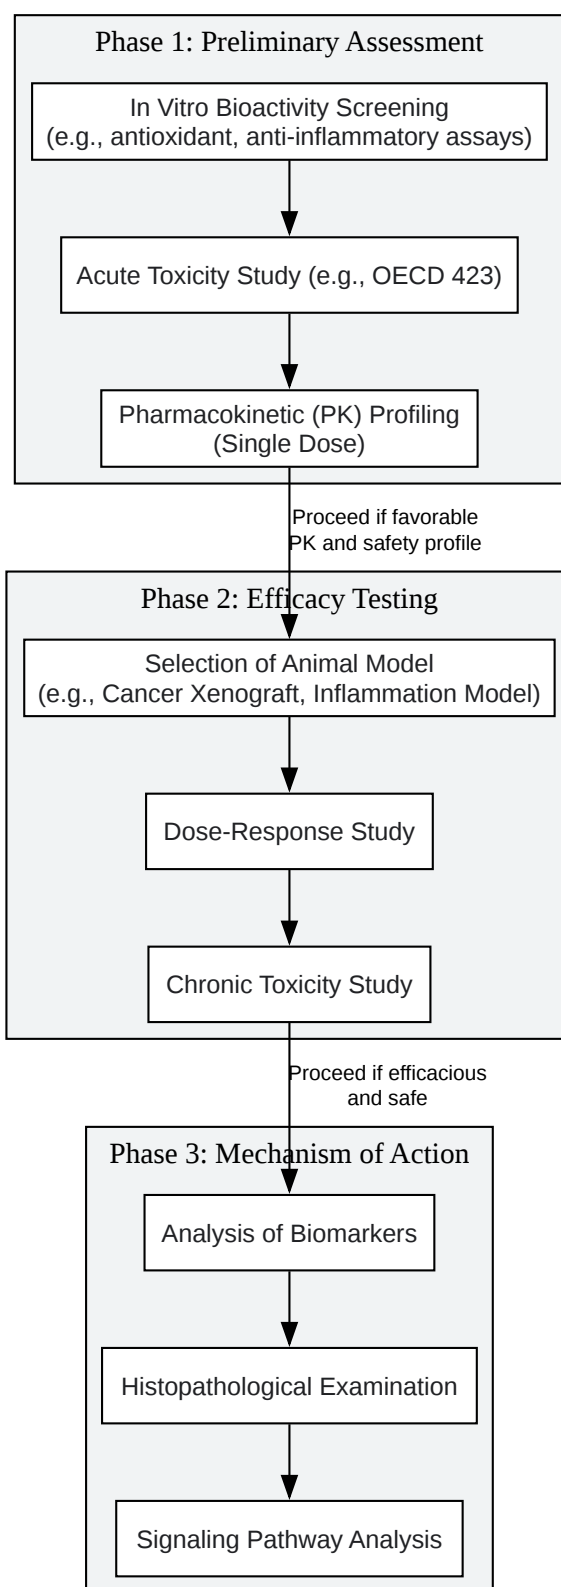 Phase 1: Preliminary Assessment
In Vitro Bioactivity Screening
(e.g., antioxidant, anti-inflammatory assays)
Acute Toxicity Study (e.g., OECD 423)
Pharmacokinetic (PK) Profiling
(Single Dose)
Proceed if favorable
PK and safety profile
Phase 2: Efficacy Testing
Selection of Animal Model
(e.g., Cancer Xenograft, Inflammation Model)
Dose-Response Study
Chronic Toxicity Study
Proceed if efficacious
and safe
Phase 3: Mechanism of Action
Analysis of Biomarkers
Histopathological Examination
Signaling Pathway Analysis